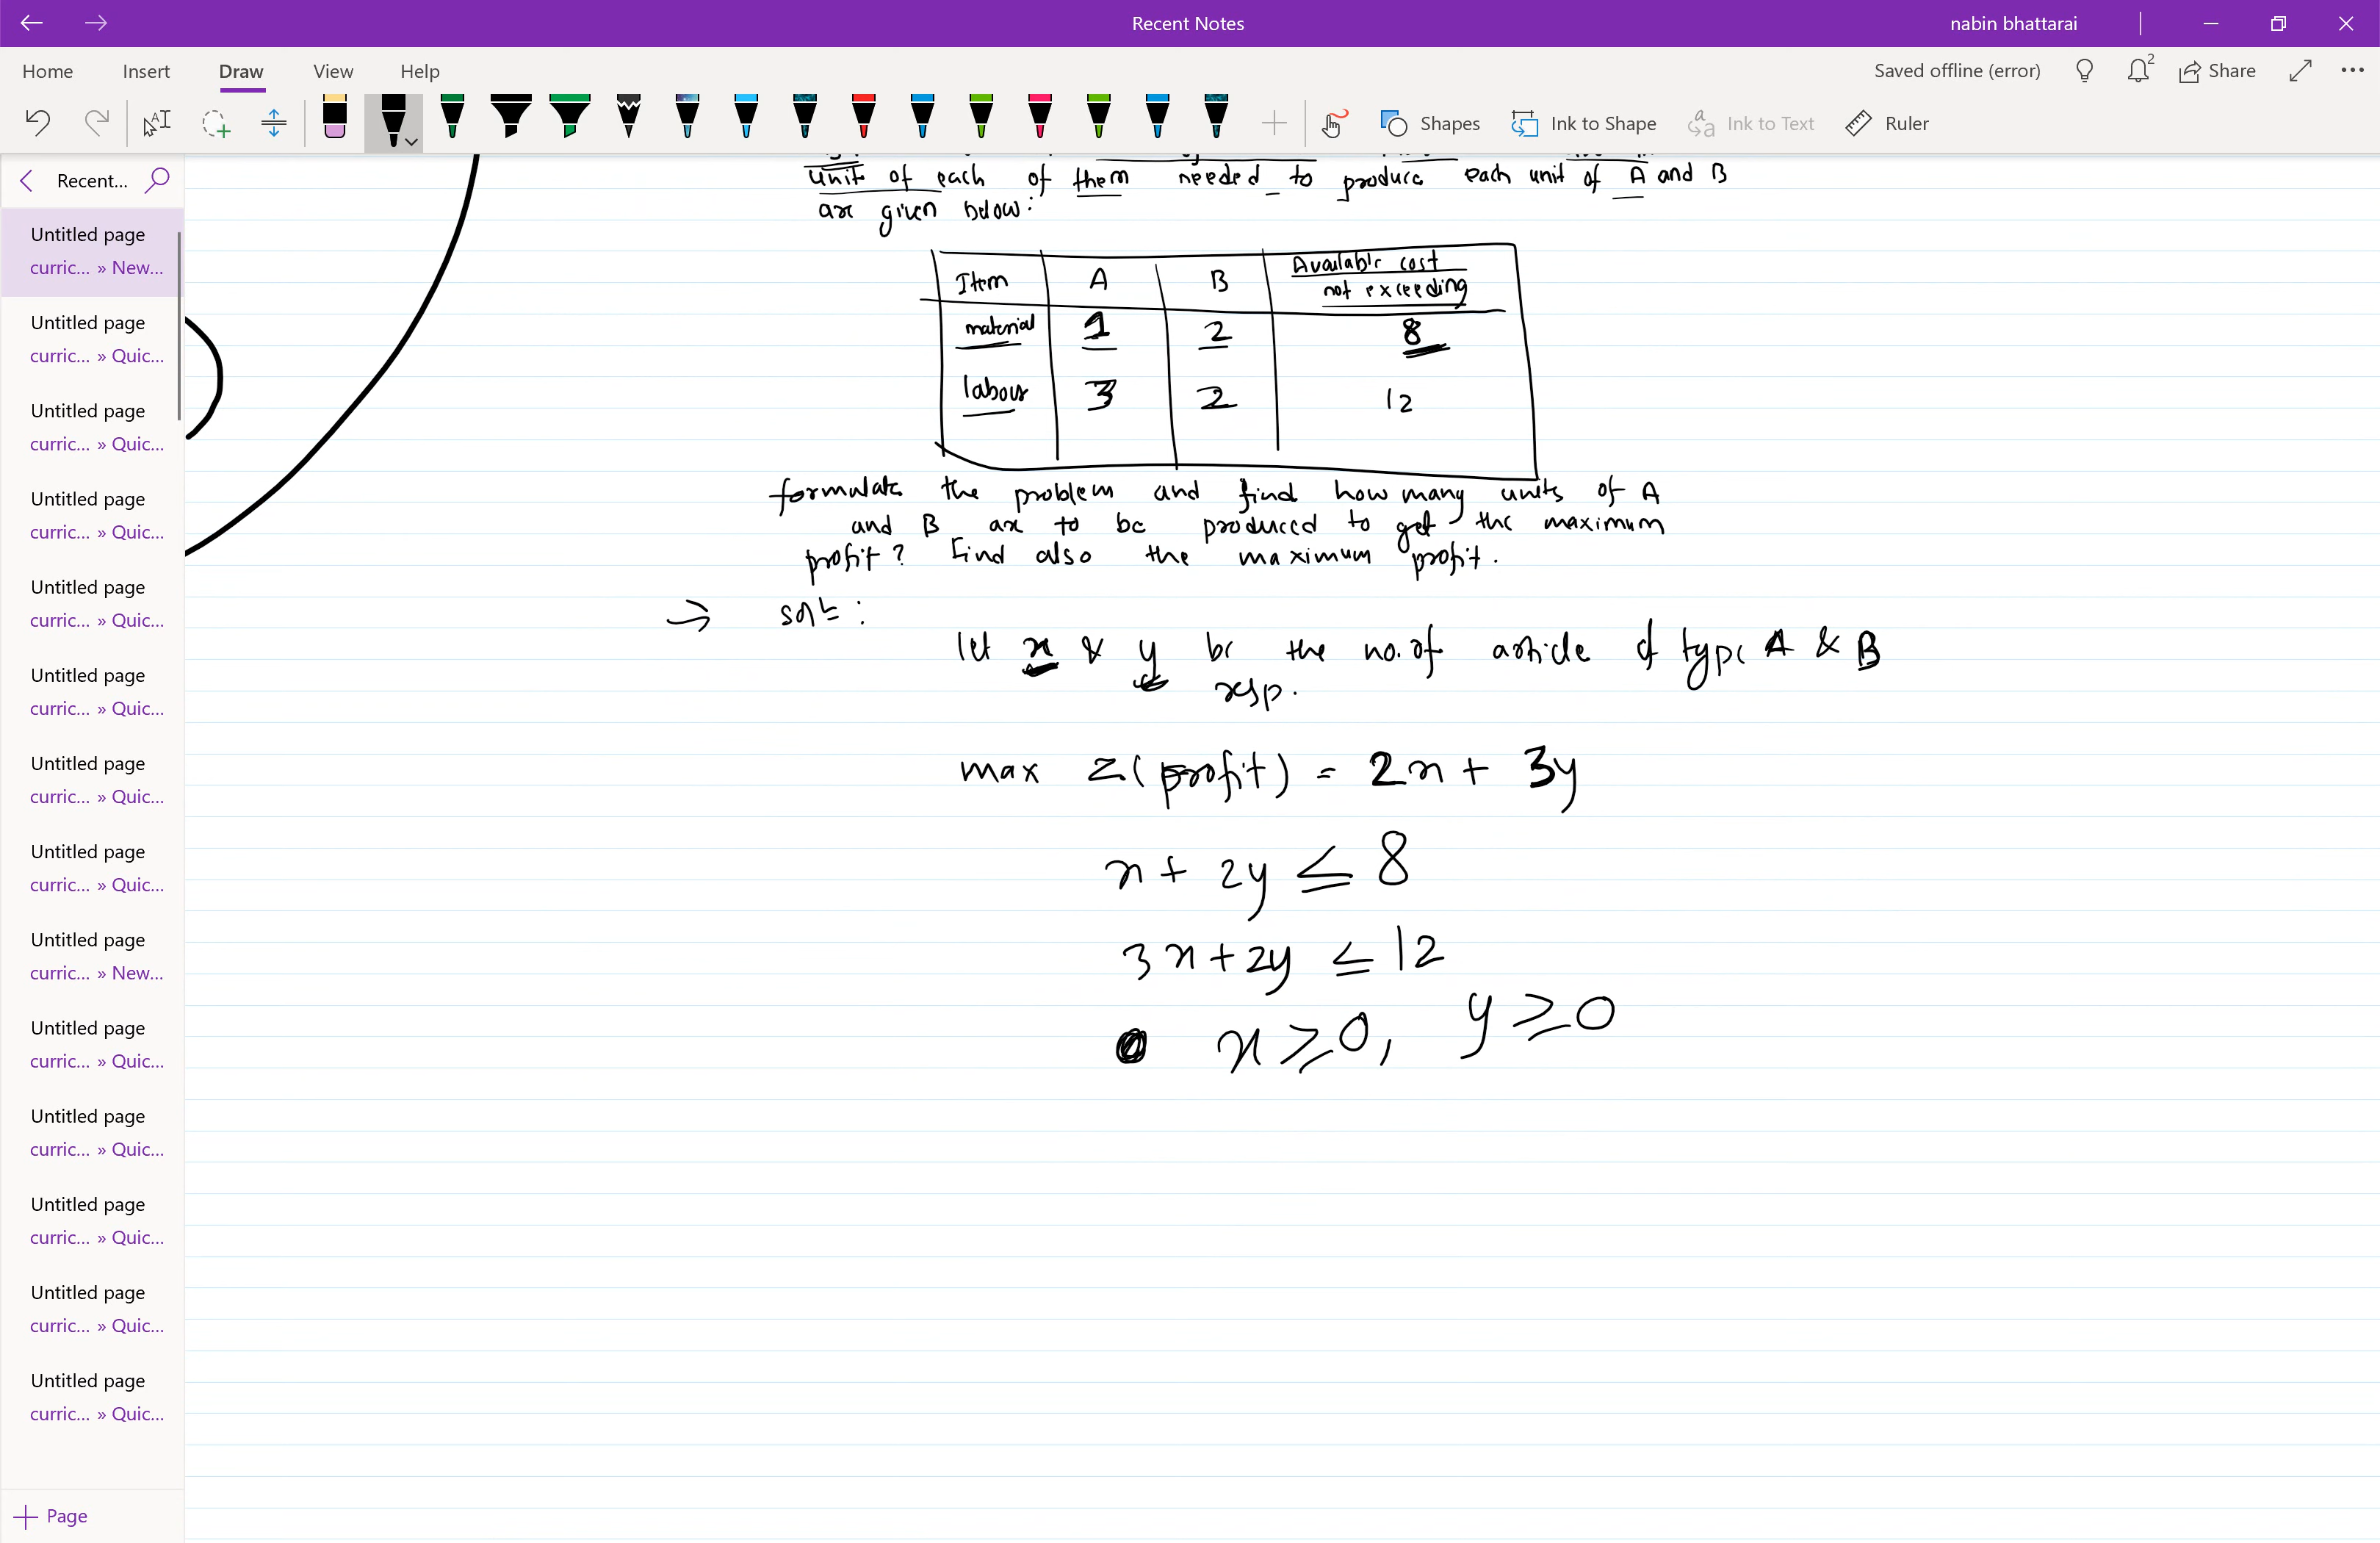 Recent Notes
nabin bhattarai
Home Insert Draw View Help
Saved offline (error)
2
Share
Shapes
Ink to Shape
Ink to Text
Ruler
Recent...
Untitled page
curric... » New...
Untitled page
curric... » Quic...
Untitled page
curric... » Quic...
Untitled page
curric... » Quic...
Untitled page
curric... » Quic...
Untitled page
curric... » Quic...
Untitled page
curric... » Quic...
Untitled page
curric... » Quic...
Untitled page
curric... » New...
Untitled page
curric... » Quic...
Untitled page
curric... » Quic...
Untitled page
curric... » Quic...
Untitled page
curric... » Quic...
Untitled page
curric... » Quic...
Page
unit of each of them needed to produce each unit of A and B
are given below:
Item A B Available cost
not exceeding
material 1 2 8
labour 3 2 12
formulate the problem and find how many units of A
and B are to be produced to get the maximum
profit? Find also the maximum profit.
→ soln:
let x & y be the no. of article of type A & B
resp.
max Z(profit) = 2x + 3y
x + 2y ≤ 8
3x + 2y ≤ 12
x ≥ 0, y ≥ 0